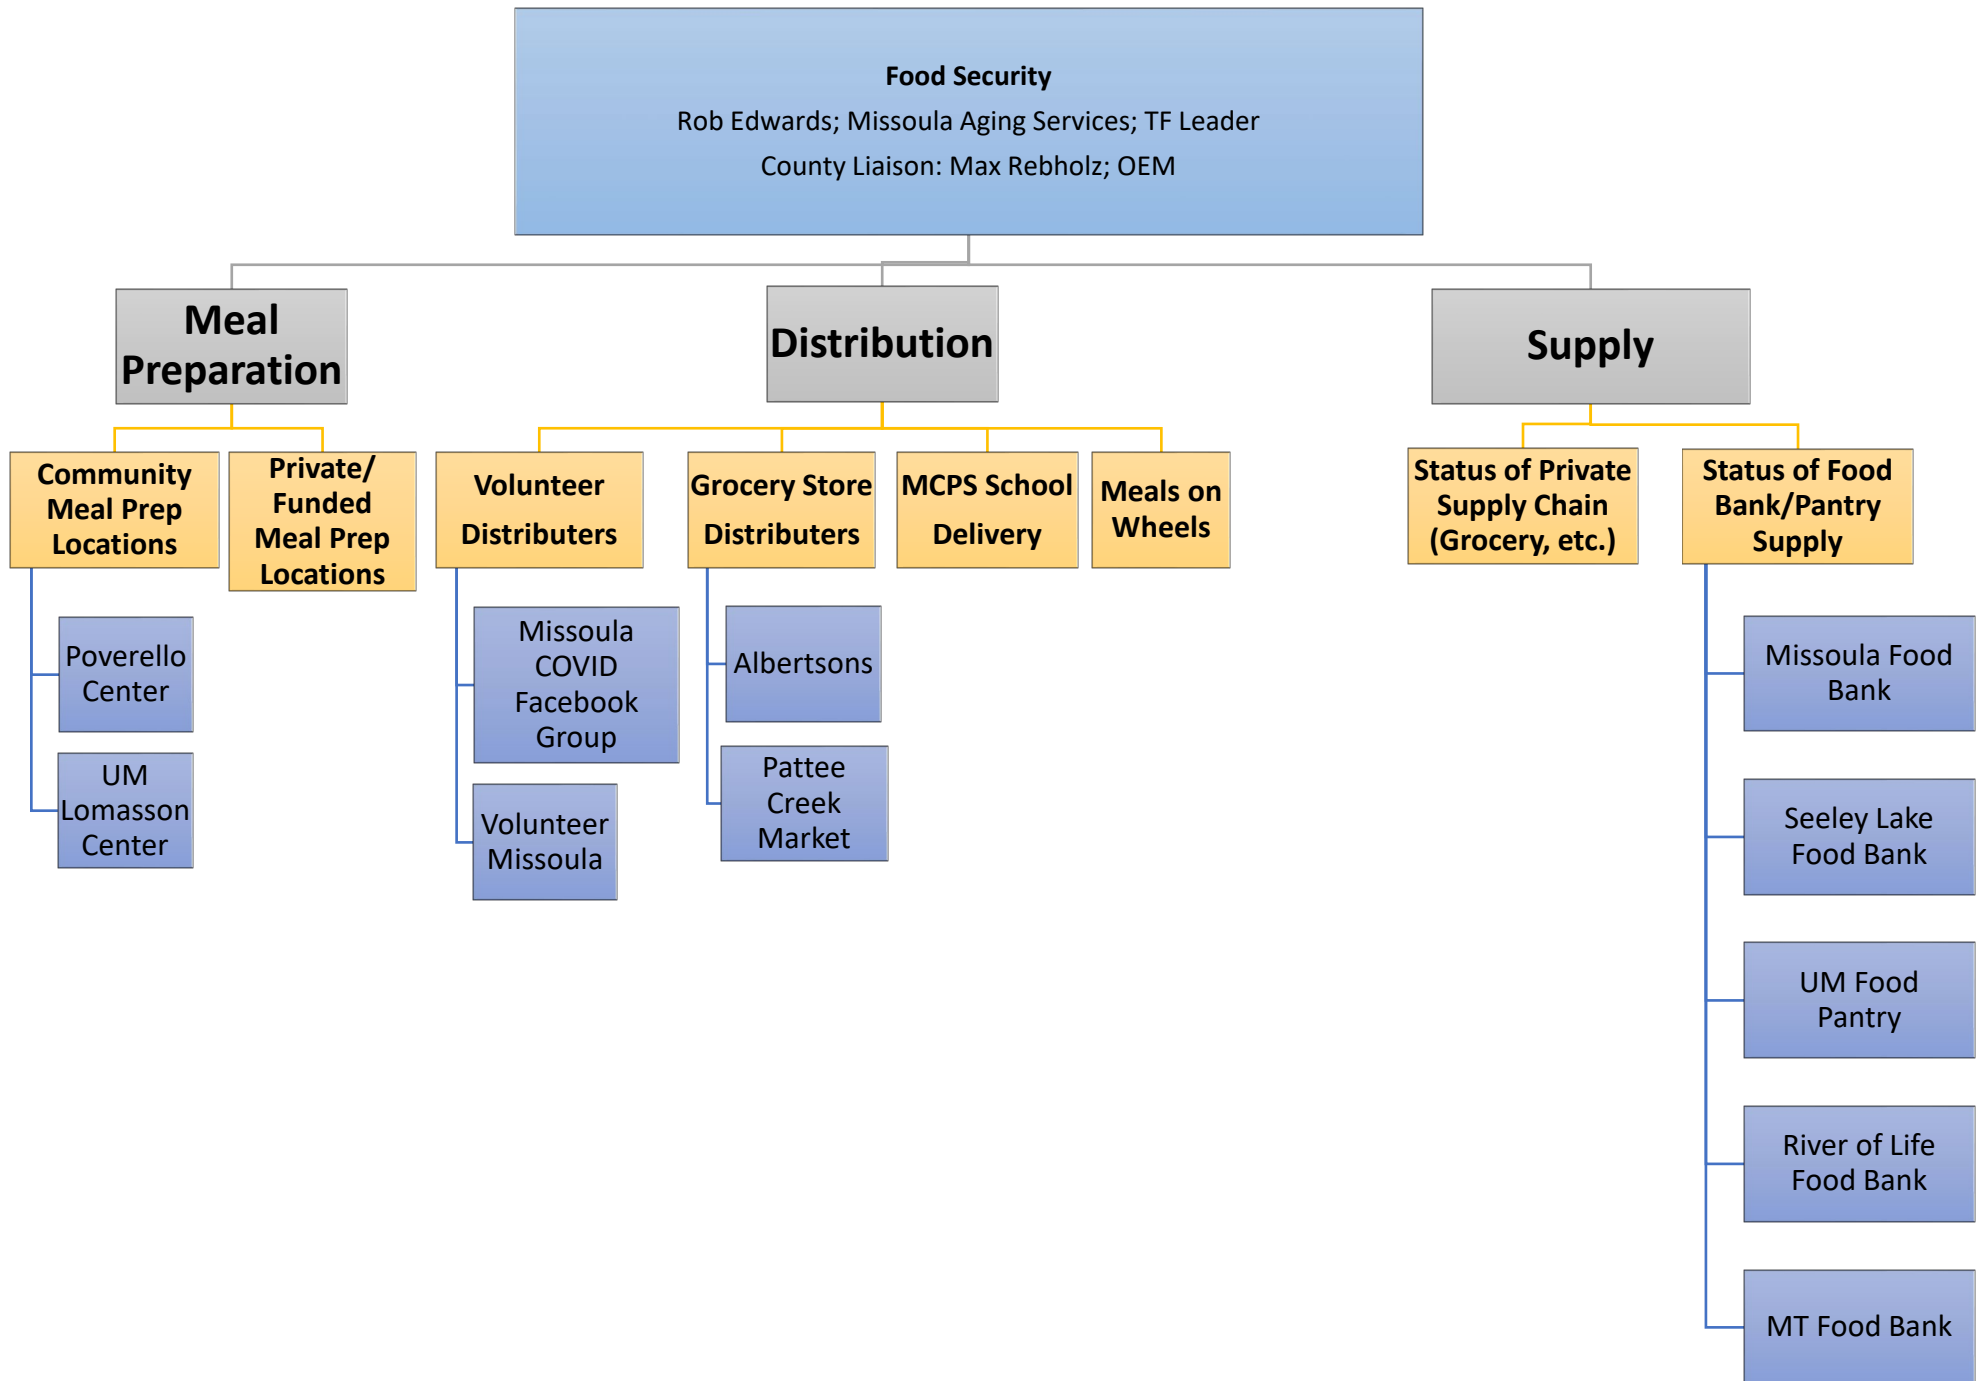 Food Security
Rob Edwards; Missoula Aging Services; TF Leader
County Liaison: Max Rebholz; OEM
Meal
Preparation
Distribution
Supply
Community
Meal Prep
Locations
Private/
Funded
Meal Prep
Locations
Volunteer
Distributers
Grocery Store
Distributers
MCPS School
Delivery
Meals on
Wheels
Status of Private
Supply Chain
(Grocery, etc.)
Status of Food
Bank/Pantry
Supply
Poverello
Center
UM
Lomasson
Center
Missoula
COVID
Facebook
Group
Volunteer
Missoula
Albertsons
Pattee
Creek
Market
Missoula Food
Bank
Seeley Lake
Food Bank
UM Food
Pantry
River of Life
Food Bank
MT Food Bank